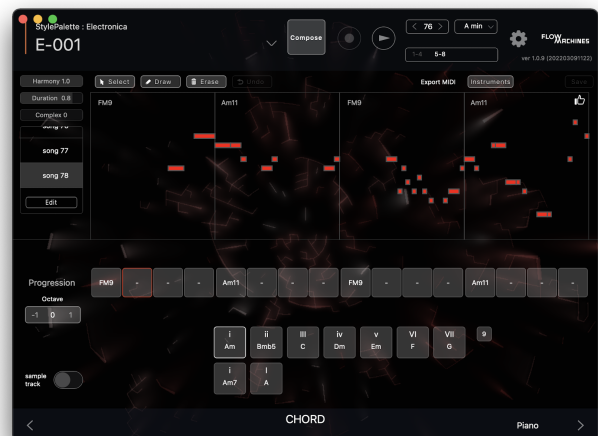 StylePalette : Electronica
E-001
Compose
< 76 >
A min
1-4 5-8
FLOW MACHINES
ver 1.0.9 (202203091122)
Harmony 1.0
Select
Draw
Erase
Undo
Export MIDI
Instruments
Save
Duration 0.8
Complex 0
FM9
Am11
FM9
Am11
song 76
song 77
song 78
Edit
Progression
FM9 - - - Am11 - - - FM9 - - - Am11 - - -
Octave
-1 0 1
i ii III iv v VI VII 9
Am Bmb5 C Dm Em F G
i I
Am7 A
sample
track
< CHORD Piano >